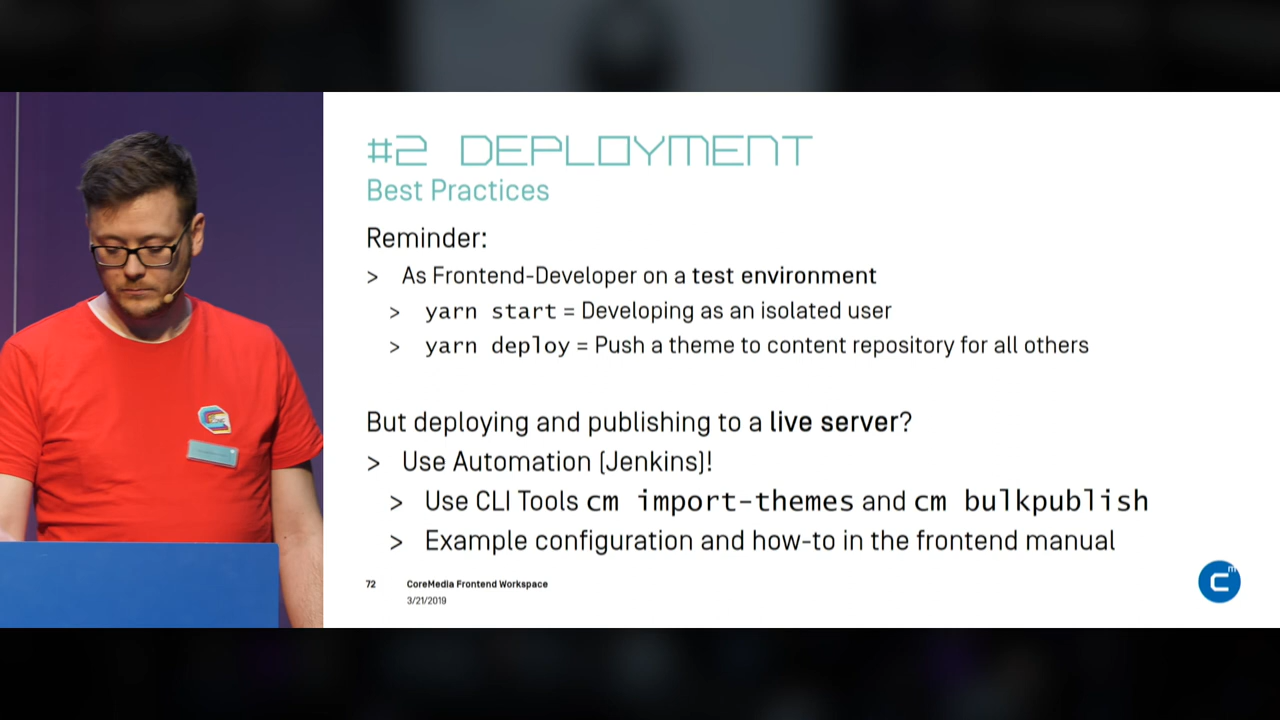 #2 DEPLOYMENT
Best Practices
Reminder:
> As Frontend-Developer on a test environment
> yarn start = Developing as an isolated user
> yarn deploy = Push a theme to content repository for all others
But deploying and publishing to a live server?
> Use Automation (Jenkins)!
> Use CLI Tools cm import-themes and cm bulkpublish
> Example configuration and how-to in the frontend manual
72 CoreMedia Frontend Workspace
3/21/2019
C m